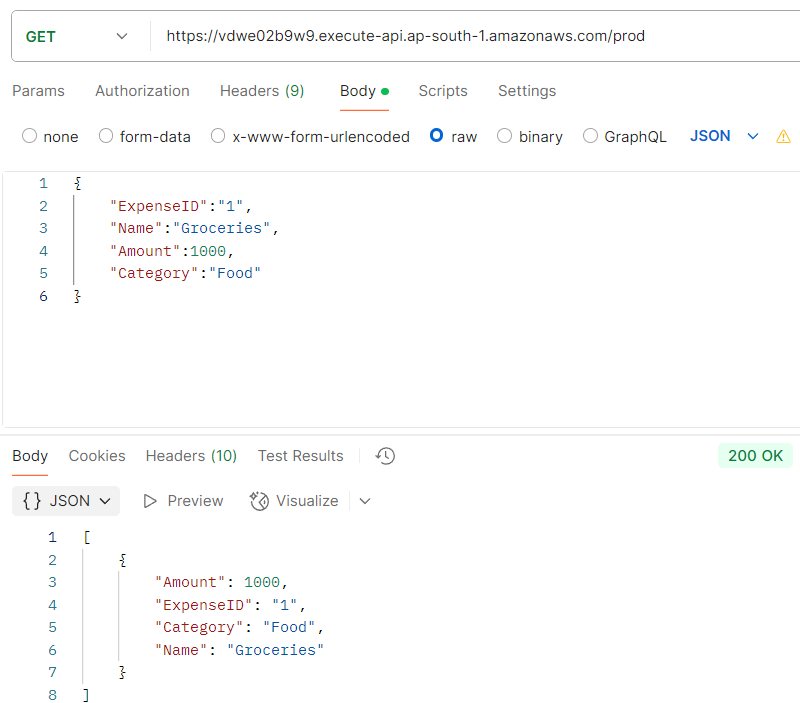 GET https://vdwe02b9w9.execute-api.ap-south-1.amazonaws.com/prod
Params Authorization Headers (9) Body Scripts Settings
none form-data x-www-form-urlencoded raw binary GraphQL JSON
1 {
2 "ExpenseID":"1",
3 "Name":"Groceries",
4 "Amount":1000,
5 "Category":"Food"
6 }
Body Cookies Headers (10) Test Results 200 OK
{} JSON Preview Visualize
1 [
2 {
3 "Amount": 1000,
4 "ExpenseID": "1",
5 "Category": "Food",
6 "Name": "Groceries"
7 }
8 ]